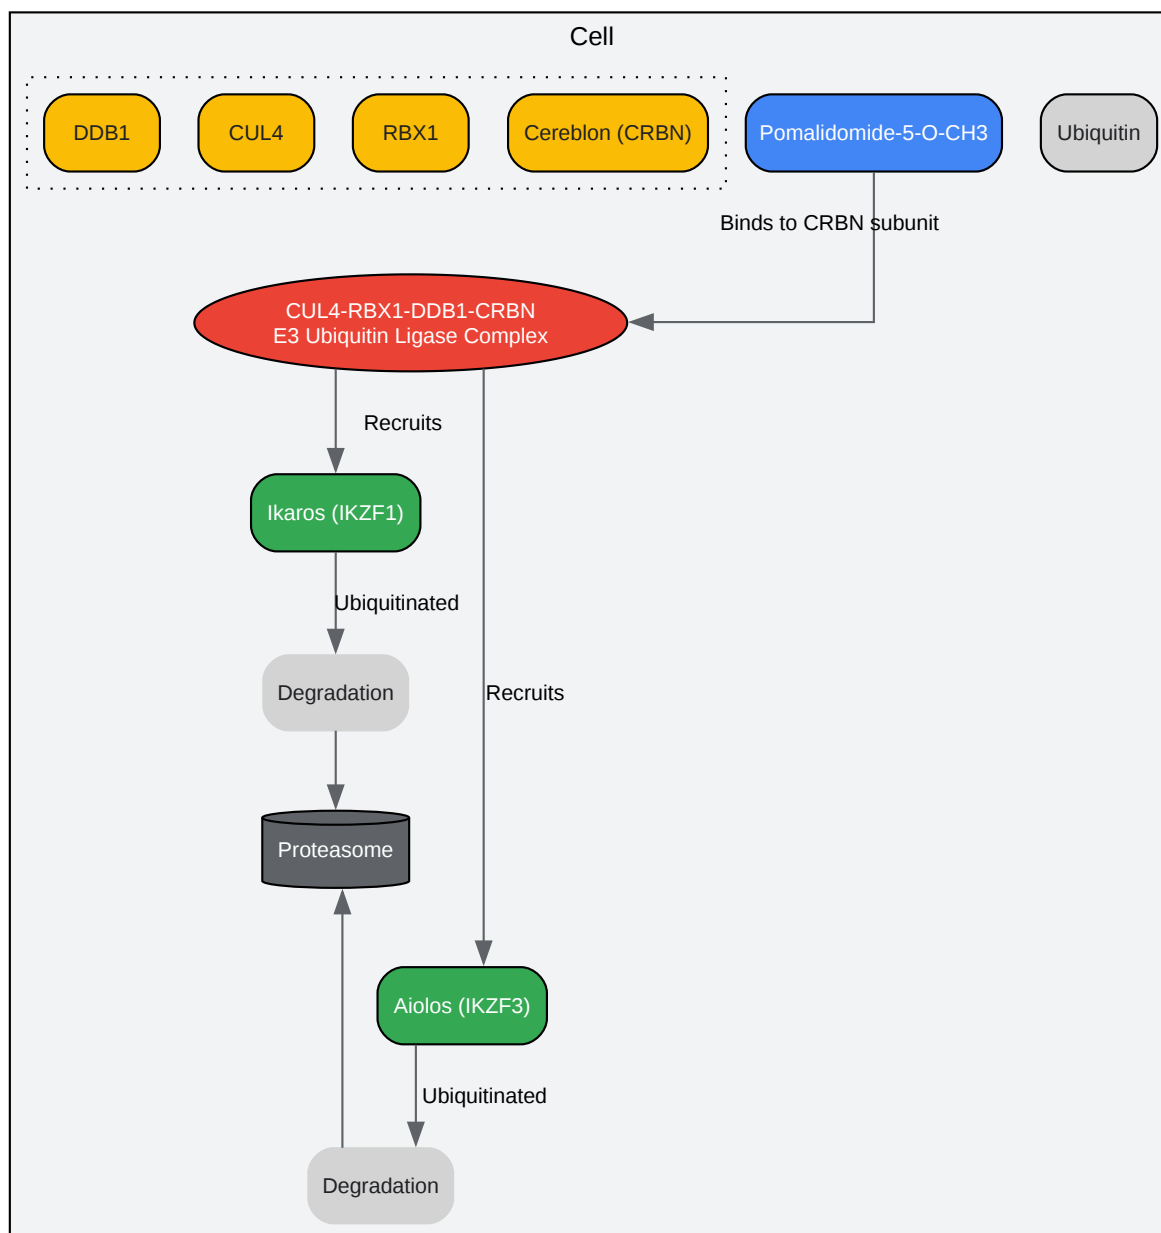 Cell
DDB1
CUL4
RBX1
Cereblon (CRBN)
Pomalidomide-5-O-CH3
Ubiquitin
Binds to CRBN subunit
CUL4-RBX1-DDB1-CRBN
E3 Ubiquitin Ligase Complex
Recruits
Ikaros (IKZF1)
Ubiquitinated
Degradation
Recruits
Proteasome
Aiolos (IKZF3)
Ubiquitinated
Degradation